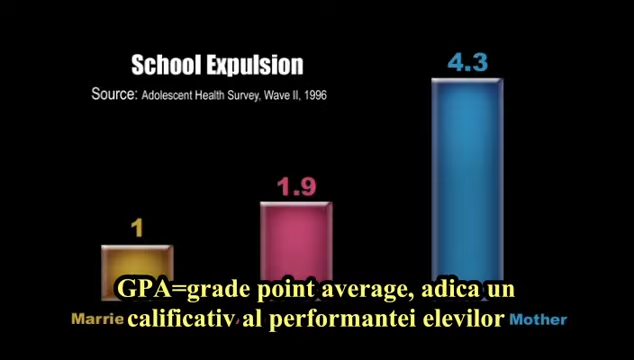 School Expulsion
Source: Adolescent Health Survey, Wave II, 1996
4.3
1.9
1
GPA=grade point average, adica un
calificativ al performantei elevilor
Marrie
Mother